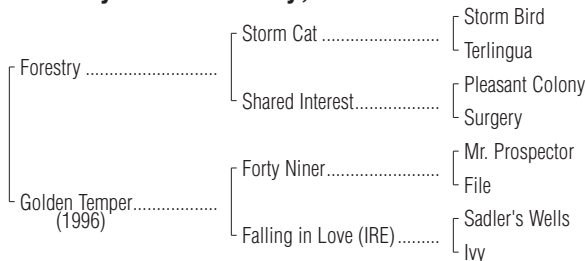 Storm Bird
Storm Cat ........................
Terlingua
Forestry ...........................
Pleasant Colony
Shared Interest.................
Surgery
Mr. Prospector
Forty Niner.......................
File
Golden Temper.................
(1996)
Sadler's Wells
Falling in Love (IRE).........
Ivy